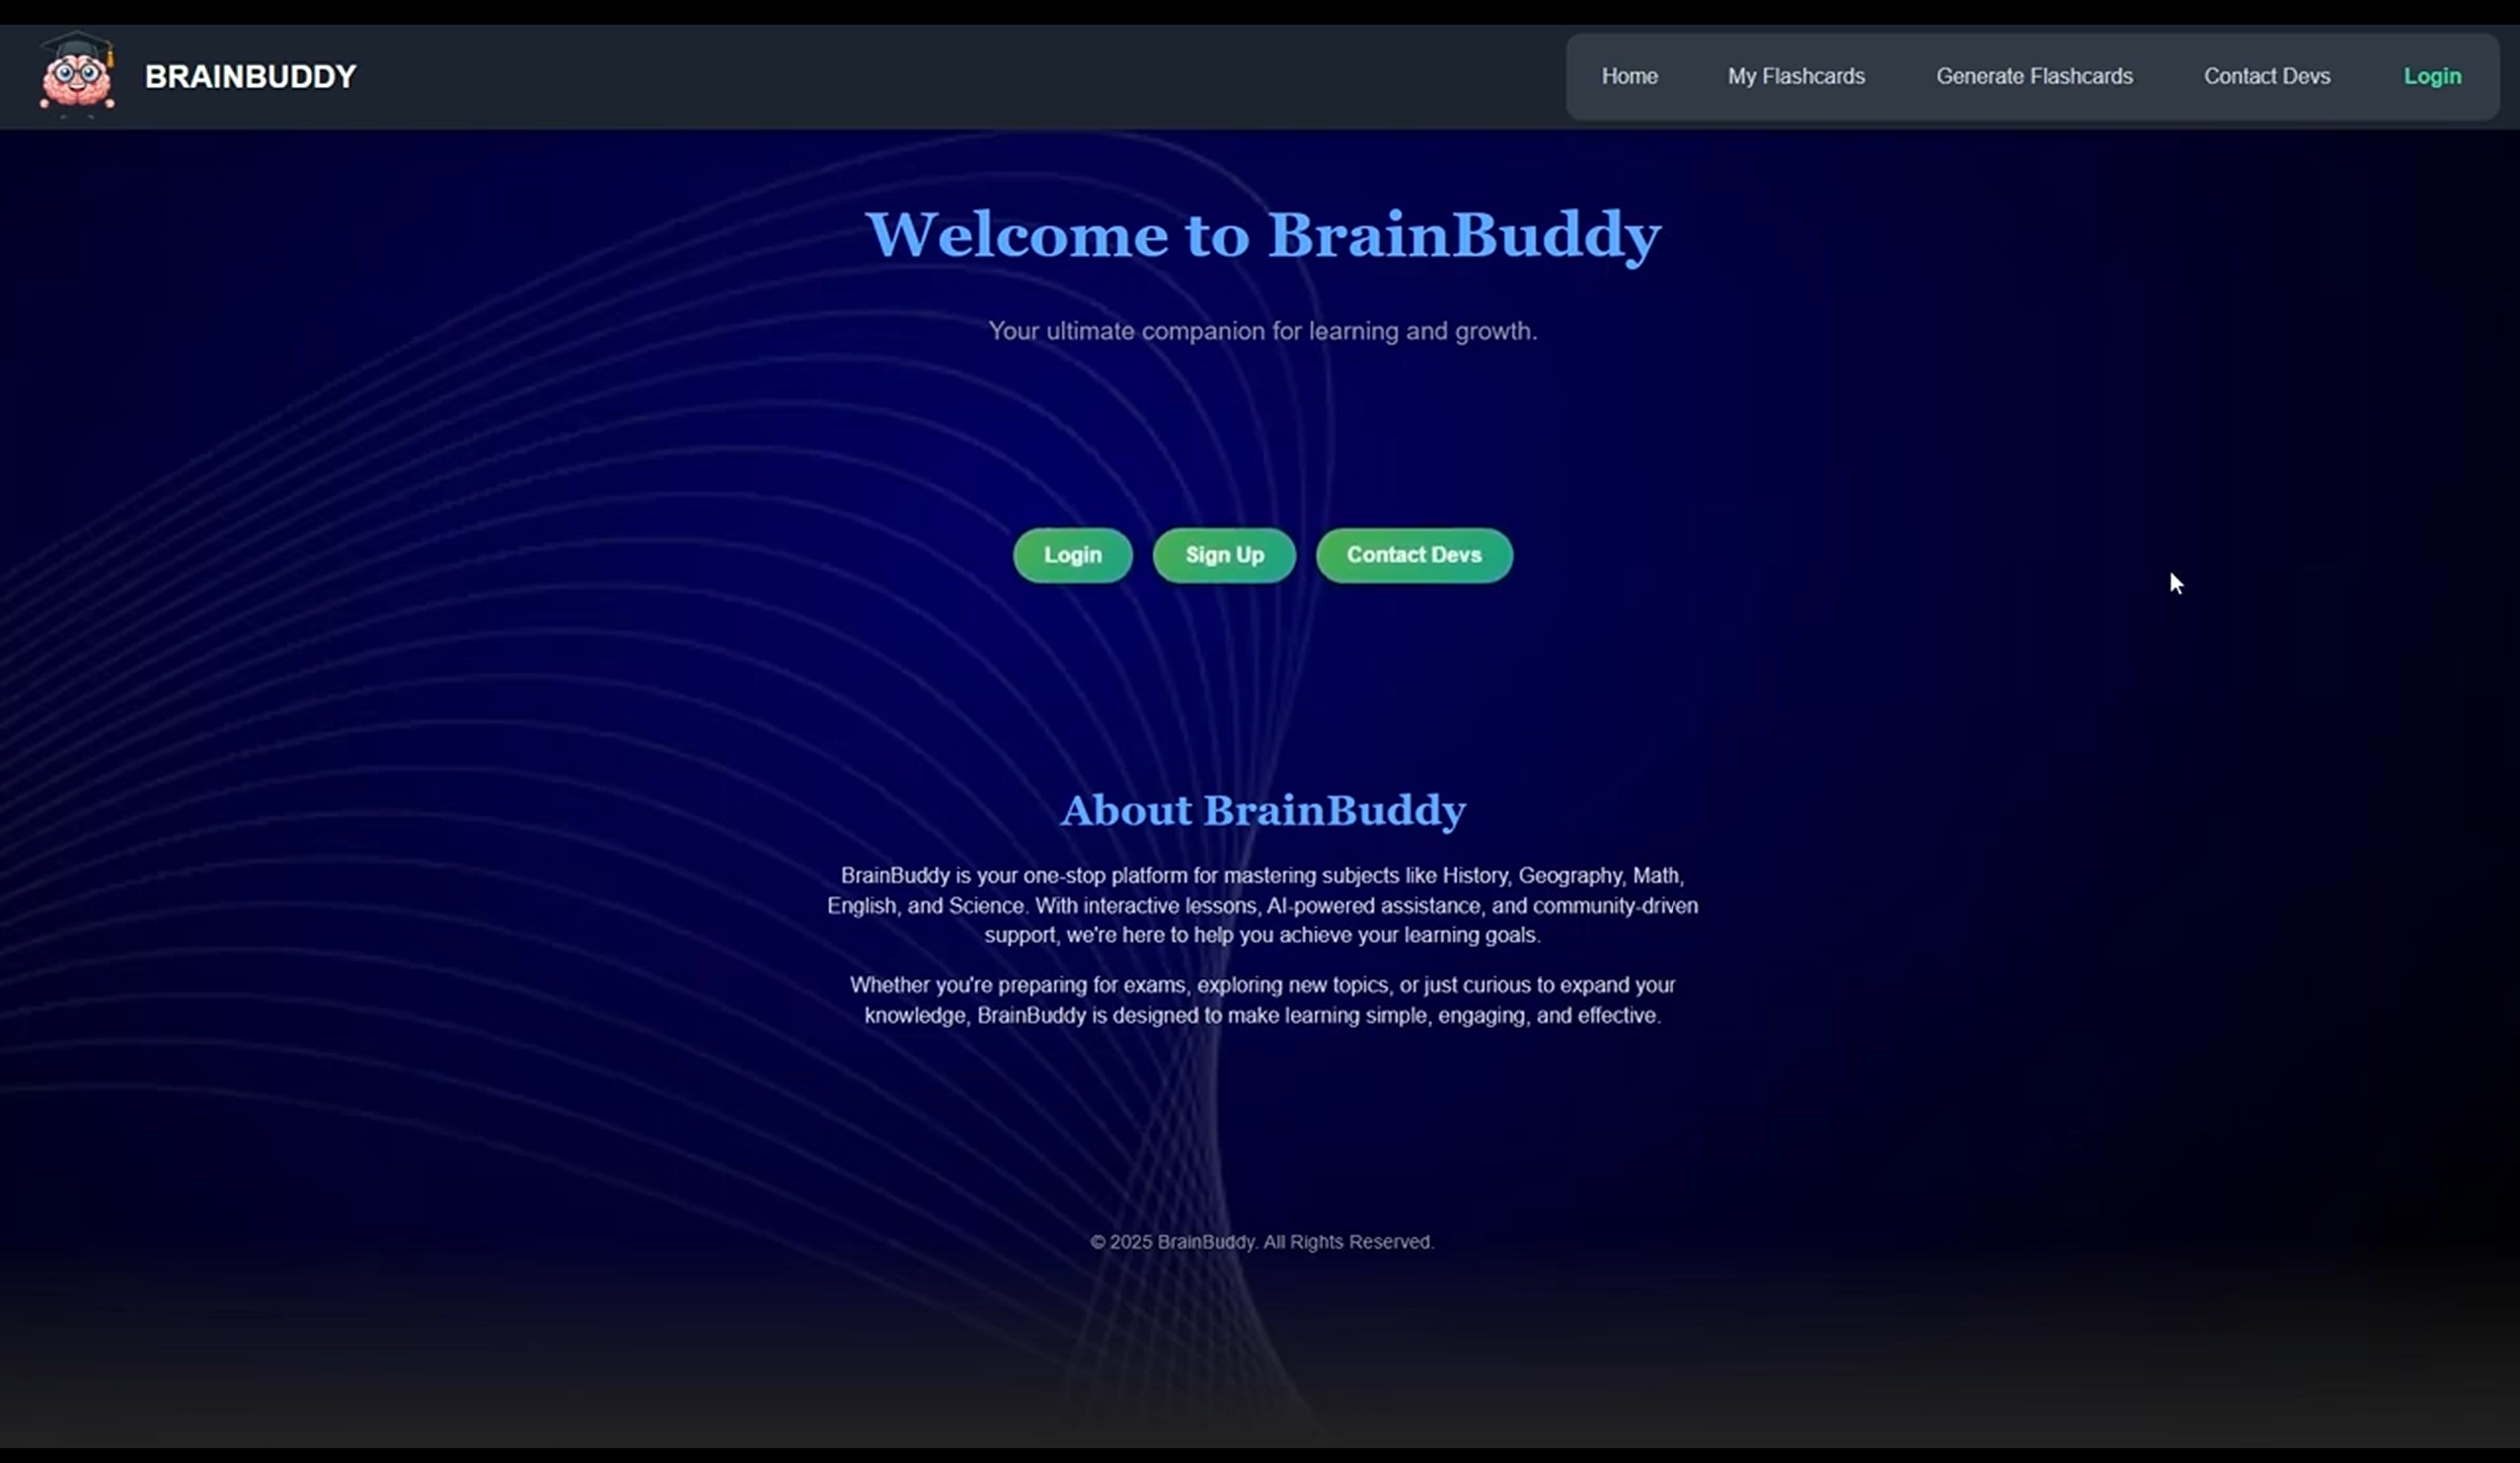 BRAINBUDDY
Home My Flashcards Generate Flashcards Contact Devs Login
Welcome to BrainBuddy
Your ultimate companion for learning and growth.
Login Sign Up Contact Devs
About BrainBuddy
BrainBuddy is your one-stop platform for mastering subjects like History, Geography, Math,
English, and Science. With interactive lessons, AI-powered assistance, and community-driven
support, we're here to help you achieve your learning goals.
Whether you're preparing for exams, exploring new topics, or just curious to expand your
knowledge, BrainBuddy is designed to make learning simple, engaging, and effective.
© 2025 BrainBuddy. All Rights Reserved.